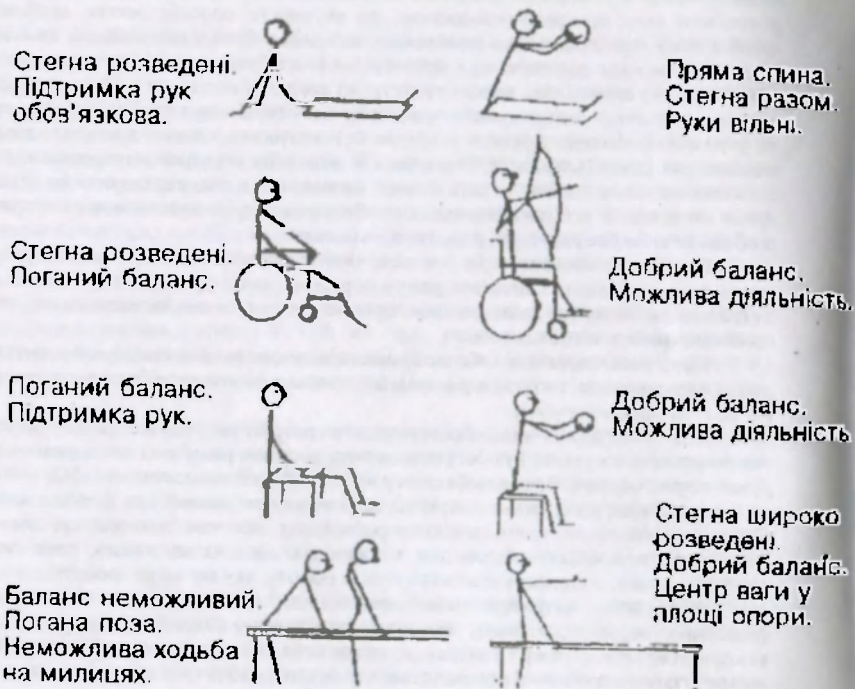 Стегна розведені.
Підтримка рук
обов'язкова.
Пряма спина.
Стегна разом.
Рухи вільні.
Стегна розведені.
Поганий баланс.
Добрий баланс.
Можлива діяльність.
Поганий баланс.
Підтримка рук.
Добрий баланс.
Можлива діяльність
Стегна широко
розведені.
Добрий баланс.
Центр ваги у
площі опори.
Баланс неможливий.
Погана поза.
Неможлива ходьба
на милицях.